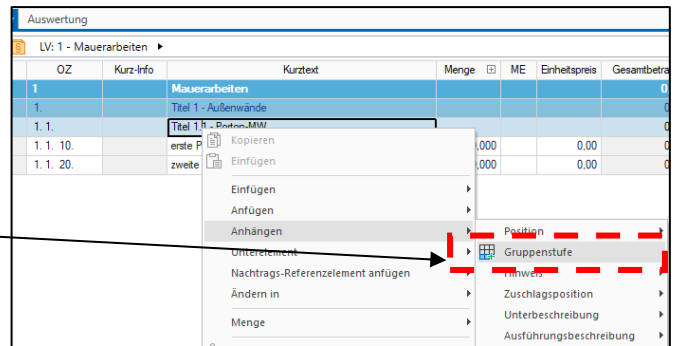 Auswertung
LV: 1 - Mauerarbeiten
OZ Kurz-Info Kurztext Menge ME Einheitspreis Gesamtbetra
1 Mauerarbeiten 0
1. Titel 1 - Außenwände 0
1. 1. Titel 1.1 - Porton-MW 0
1. 1. 10. erste P ,000 0,00 0
1. 1. 20. zweite ,000 0,00 0
Kopieren
Einfügen
Einfügen
Anfügen
Anhängen
Unterelement
Nachtrags-Referenzelement anfügen
Ändern in
Menge
Position
Gruppenstufe
Hinweis
Zuschlagsposition
Unterbeschreibung
Ausführungsbeschreibung